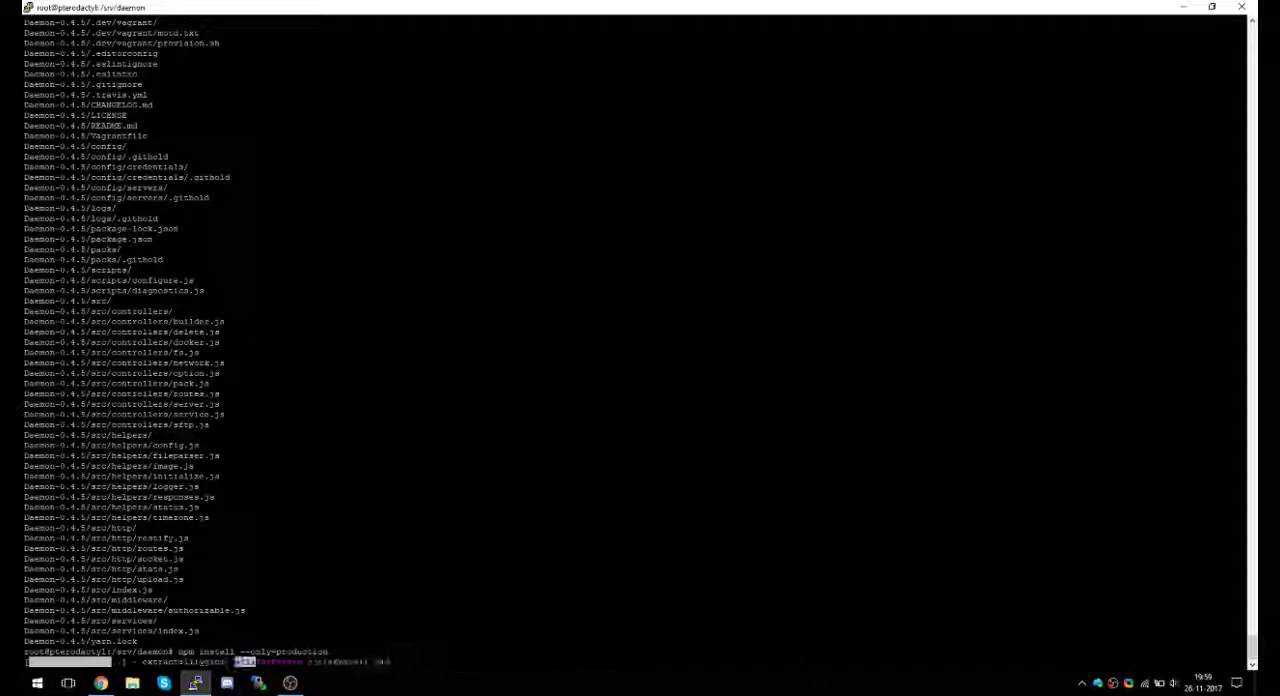 root@pterodactyl: /srv/daemon
Daemon-0.4.5/.dev/vagrant/
Daemon-0.4.5/.dev/vagrant/motd.txt
Daemon-0.4.5/.dev/vagrant/provision.sh
Daemon-0.4.5/.editorconfig
Daemon-0.4.5/.eslintignore
Daemon-0.4.5/.eslintrc
Daemon-0.4.5/.gitignore
Daemon-0.4.5/.travis.yml
Daemon-0.4.5/CHANGELOG.md
Daemon-0.4.5/LICENSE
Daemon-0.4.5/README.md
Daemon-0.4.5/Vagrantfile
Daemon-0.4.5/config/
Daemon-0.4.5/config/.githold
Daemon-0.4.5/config/credentials/
Daemon-0.4.5/config/credentials/.githold
Daemon-0.4.5/config/servers/
Daemon-0.4.5/config/servers/.githold
Daemon-0.4.5/logs/
Daemon-0.4.5/logs/.githold
Daemon-0.4.5/package-lock.json
Daemon-0.4.5/package.json
Daemon-0.4.5/packs/
Daemon-0.4.5/packs/.githold
Daemon-0.4.5/scripts/
Daemon-0.4.5/scripts/configure.js
Daemon-0.4.5/scripts/diagnostics.js
Daemon-0.4.5/src/
Daemon-0.4.5/src/controllers/
Daemon-0.4.5/src/controllers/builder.js
Daemon-0.4.5/src/controllers/delete.js
Daemon-0.4.5/src/controllers/docker.js
Daemon-0.4.5/src/controllers/fs.js
Daemon-0.4.5/src/controllers/network.js
Daemon-0.4.5/src/controllers/option.js
Daemon-0.4.5/src/controllers/pack.js
Daemon-0.4.5/src/controllers/routes.js
Daemon-0.4.5/src/controllers/server.js
Daemon-0.4.5/src/controllers/service.js
Daemon-0.4.5/src/controllers/sftp.js
Daemon-0.4.5/src/helpers/
Daemon-0.4.5/src/helpers/config.js
Daemon-0.4.5/src/helpers/fileparser.js
Daemon-0.4.5/src/helpers/image.js
Daemon-0.4.5/src/helpers/initialize.js
Daemon-0.4.5/src/helpers/logger.js
Daemon-0.4.5/src/helpers/responses.js
Daemon-0.4.5/src/helpers/status.js
Daemon-0.4.5/src/helpers/timezone.js
Daemon-0.4.5/src/http/
Daemon-0.4.5/src/http/restify.js
Daemon-0.4.5/src/http/routes.js
Daemon-0.4.5/src/http/socket.js
Daemon-0.4.5/src/http/stats.js
Daemon-0.4.5/src/http/upload.js
Daemon-0.4.5/src/index.js
Daemon-0.4.5/src/middleware/
Daemon-0.4.5/src/middleware/authorizable.js
Daemon-0.4.5/src/services/
Daemon-0.4.5/src/services/index.js
Daemon-0.4.5/yarn.lock
root@pterodactyl:/srv/daemon# npm install --only=production
19:59
26-11-2017